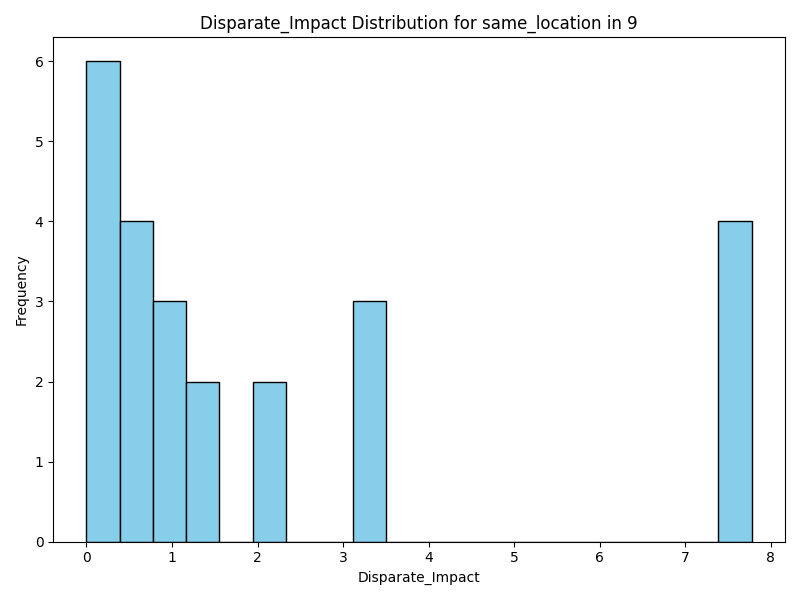 Disparate_Impact Distribution for same_location in 9
6
5
4
3
2
1
0
Frequency
0 1 2 3 4 5 6 7 8
Disparate_Impact